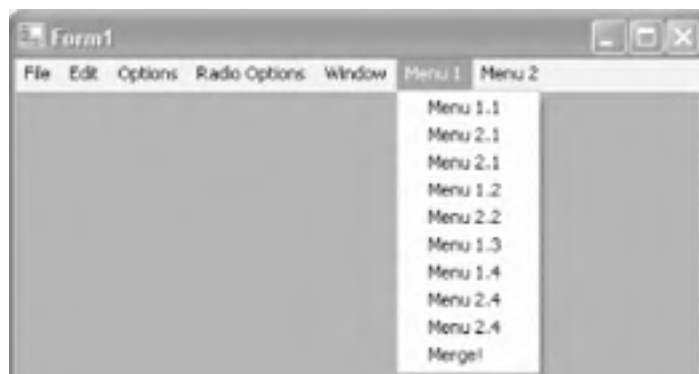 Form1
File Edit Options Radio Options Window Menu 1 Menu 2
Menu 1.1
Menu 2.1
Menu 2.1
Menu 1.2
Menu 2.2
Menu 1.3
Menu 1.4
Menu 2.4
Menu 2.4
Merge!